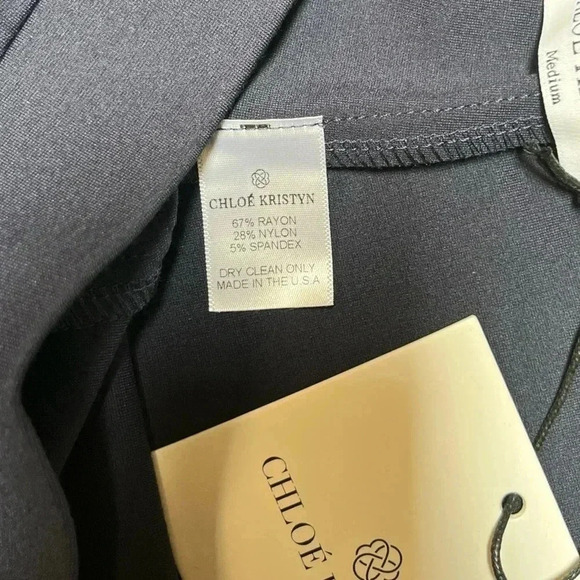 Medium
CHLOÉ KRISTYN
67% RAYON
28% NYLON
5% SPANDEX
DRY CLEAN ONLY
MADE IN THE U.S.A
CHLOÉ